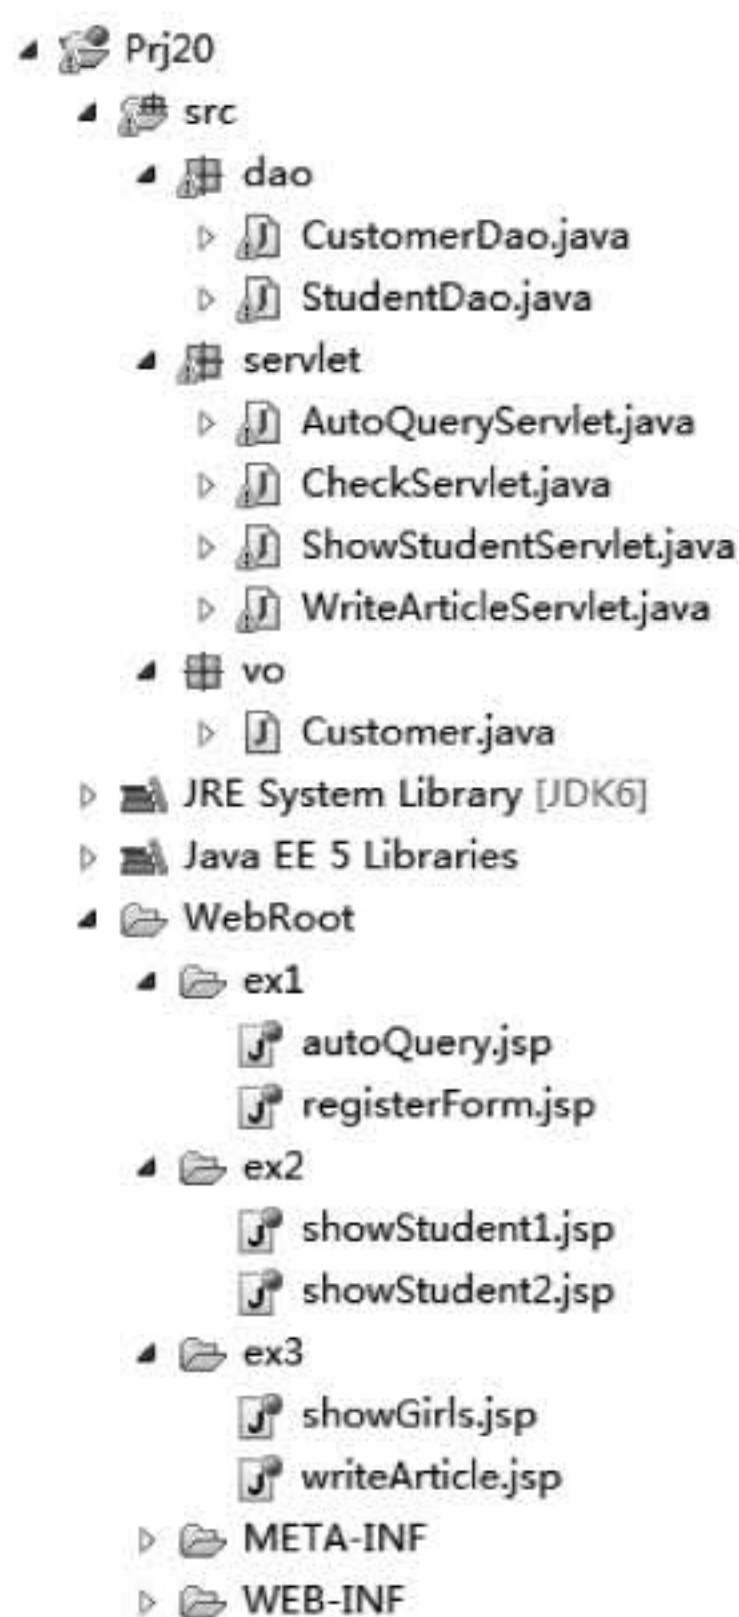 Prj20
src
dao
CustomerDao.java
StudentDao.java
servlet
AutoQueryServlet.java
CheckServlet.java
ShowStudentServlet.java
WriteArticleServlet.java
vo
Customer.java
JRE System Library [JDK6]
Java EE 5 Libraries
WebRoot
ex1
autoQuery.jsp
registerForm.jsp
ex2
showStudent1.jsp
showStudent2.jsp
ex3
showGirls.jsp
writeArticle.jsp
META-INF
WEB-INF